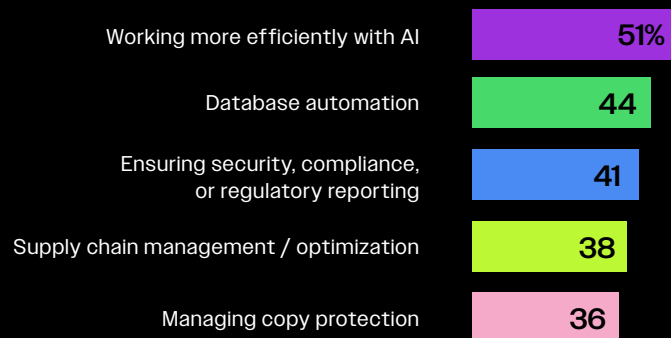 Working more efficiently with AI
51%
Database automation
44
Ensuring security, compliance,
or regulatory reporting
41
Supply chain management / optimization
38
Managing copy protection
36